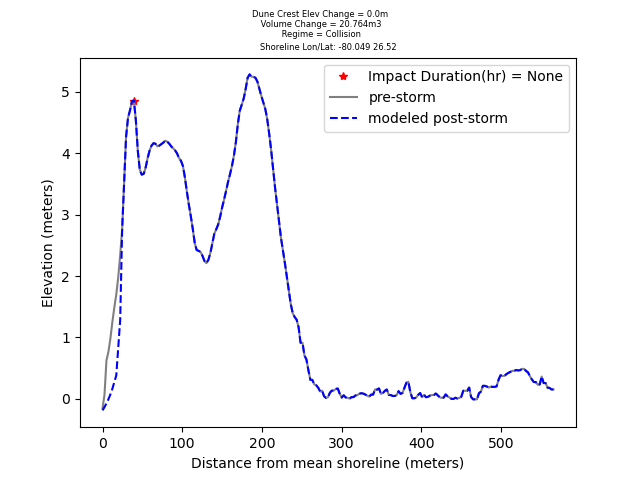 Dune Crest Elev Change = 0.0m
Volume Change = 20.764m3
Regime = Collision
Shoreline Lon/Lat: -80.049 26.52
Impact Duration(hr) = None
pre-storm
modeled post-storm
Elevation (meters)
5
4
3
2
1
0
0 100 200 300 400 500
Distance from mean shoreline (meters)